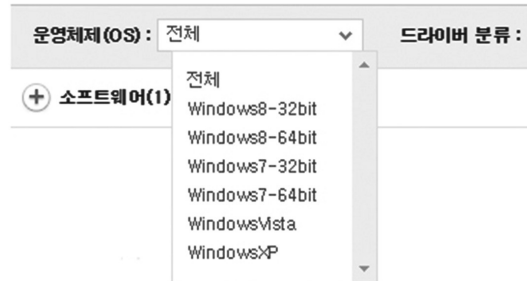 운영체제(OS) : 전체 드라이버 분류 :
전체
소프트웨어(1)
Windows8-32bit
Windows8-64bit
Windows7-32bit
Windows7-64bit
WindowsVista
WindowsXP